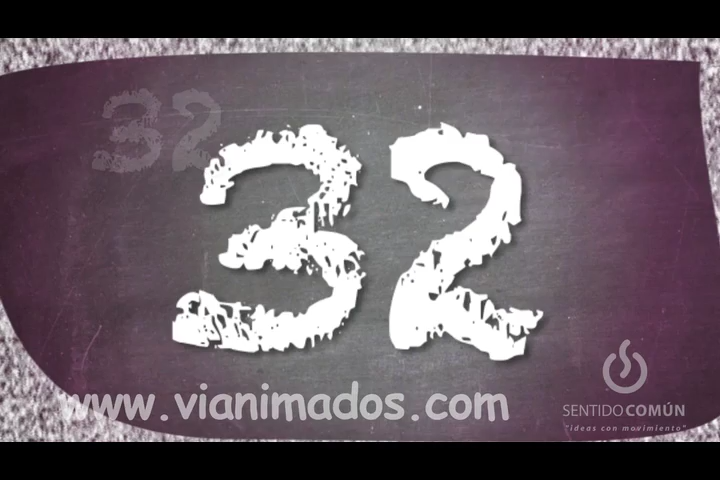 32
32
www.vianimados.com
SENTIDO COMÚN
"ideas con movimiento"